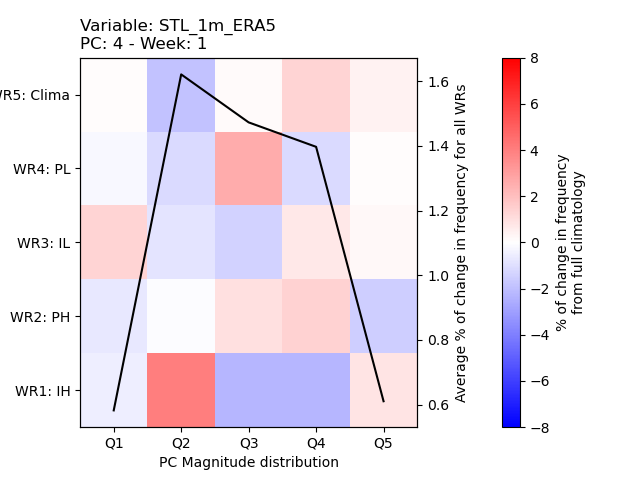 Variable: STL_1m_ERA5
PC: 4 - Week: 1
WR5: Clima
WR4: PL
WR3: IL
WR2: PH
WR1: IH
Q1 Q2 Q3 Q4 Q5
PC Magnitude distribution
1.6
1.4
1.2
1.0
0.8
0.6
Average % of change in frequency for all WRs
8
6
4
2
0
−2
−4
−6
−8
% of change in frequency
from full climatology